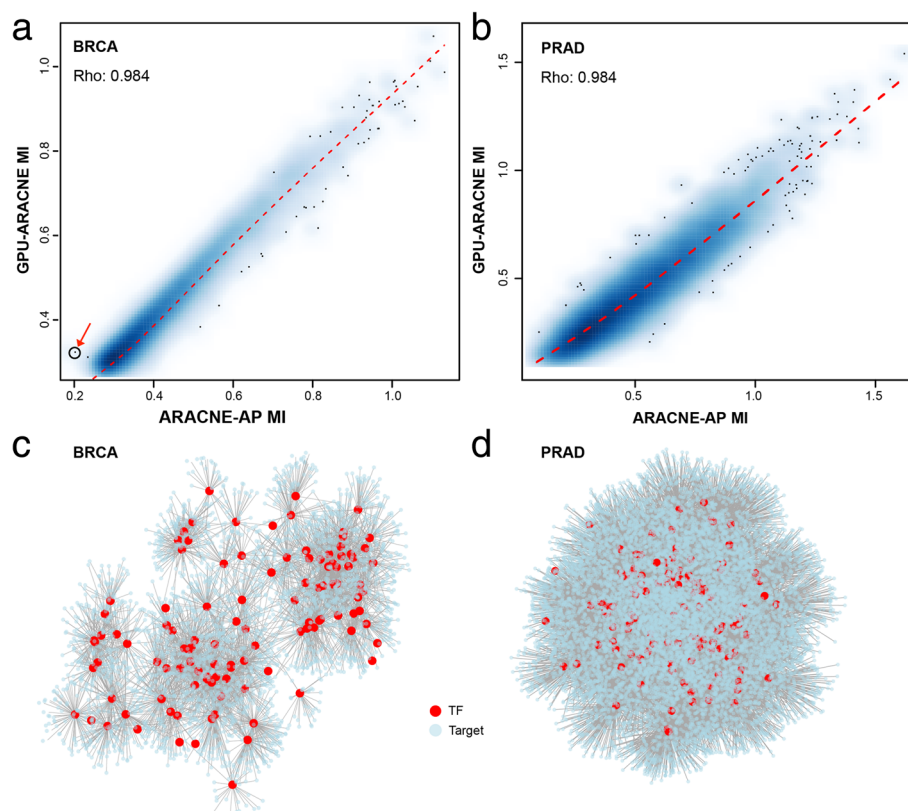 a
BRCA
Rho: 0.984
GPU-ARACNE MI
1.0
0.8
0.6
0.4
0.2
0.4
0.6
0.8
1.0
ARACNE-AP MI
b
PRAD
Rho: 0.984
GPU-ARACNE MI
1.5
1.0
0.5
0.5
1.0
1.5
ARACNE-AP MI
c
BRCA
TF
Target
d
PRAD